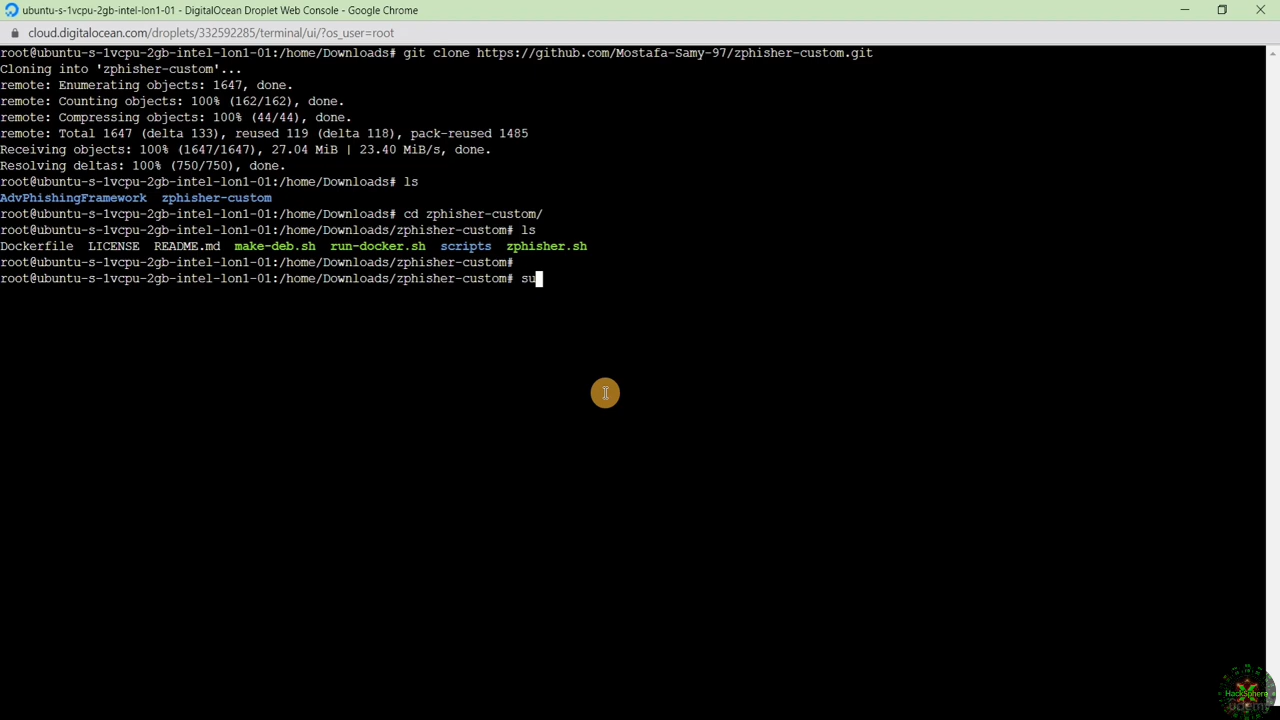 ubuntu-s-1vcpu-2gb-intel-lon1-01 - DigitalOcean Droplet Web Console - Google Chrome
cloud.digitalocean.com/droplets/332592285/terminal/ui/?os_user=root
root@ubuntu-s-1vcpu-2gb-intel-lon1-01:/home/Downloads# git clone https://github.com/Mostafa-Samy-97/zphisher-custom.git
Cloning into 'zphisher-custom'...
remote: Enumerating objects: 1647, done.
remote: Counting objects: 100% (162/162), done.
remote: Compressing objects: 100% (44/44), done.
remote: Total 1647 (delta 133), reused 119 (delta 118), pack-reused 1485
Receiving objects: 100% (1647/1647), 27.04 MiB | 23.40 MiB/s, done.
Resolving deltas: 100% (750/750), done.
root@ubuntu-s-1vcpu-2gb-intel-lon1-01:/home/Downloads# ls
AdvPhishingFramework  zphisher-custom
root@ubuntu-s-1vcpu-2gb-intel-lon1-01:/home/Downloads# cd zphisher-custom/
root@ubuntu-s-1vcpu-2gb-intel-lon1-01:/home/Downloads/zphisher-custom# ls
Dockerfile  LICENSE  README.md  make-deb.sh  run-docker.sh  scripts  zphisher.sh
root@ubuntu-s-1vcpu-2gb-intel-lon1-01:/home/Downloads/zphisher-custom#
root@ubuntu-s-1vcpu-2gb-intel-lon1-01:/home/Downloads/zphisher-custom# su
HackSphere
udemy